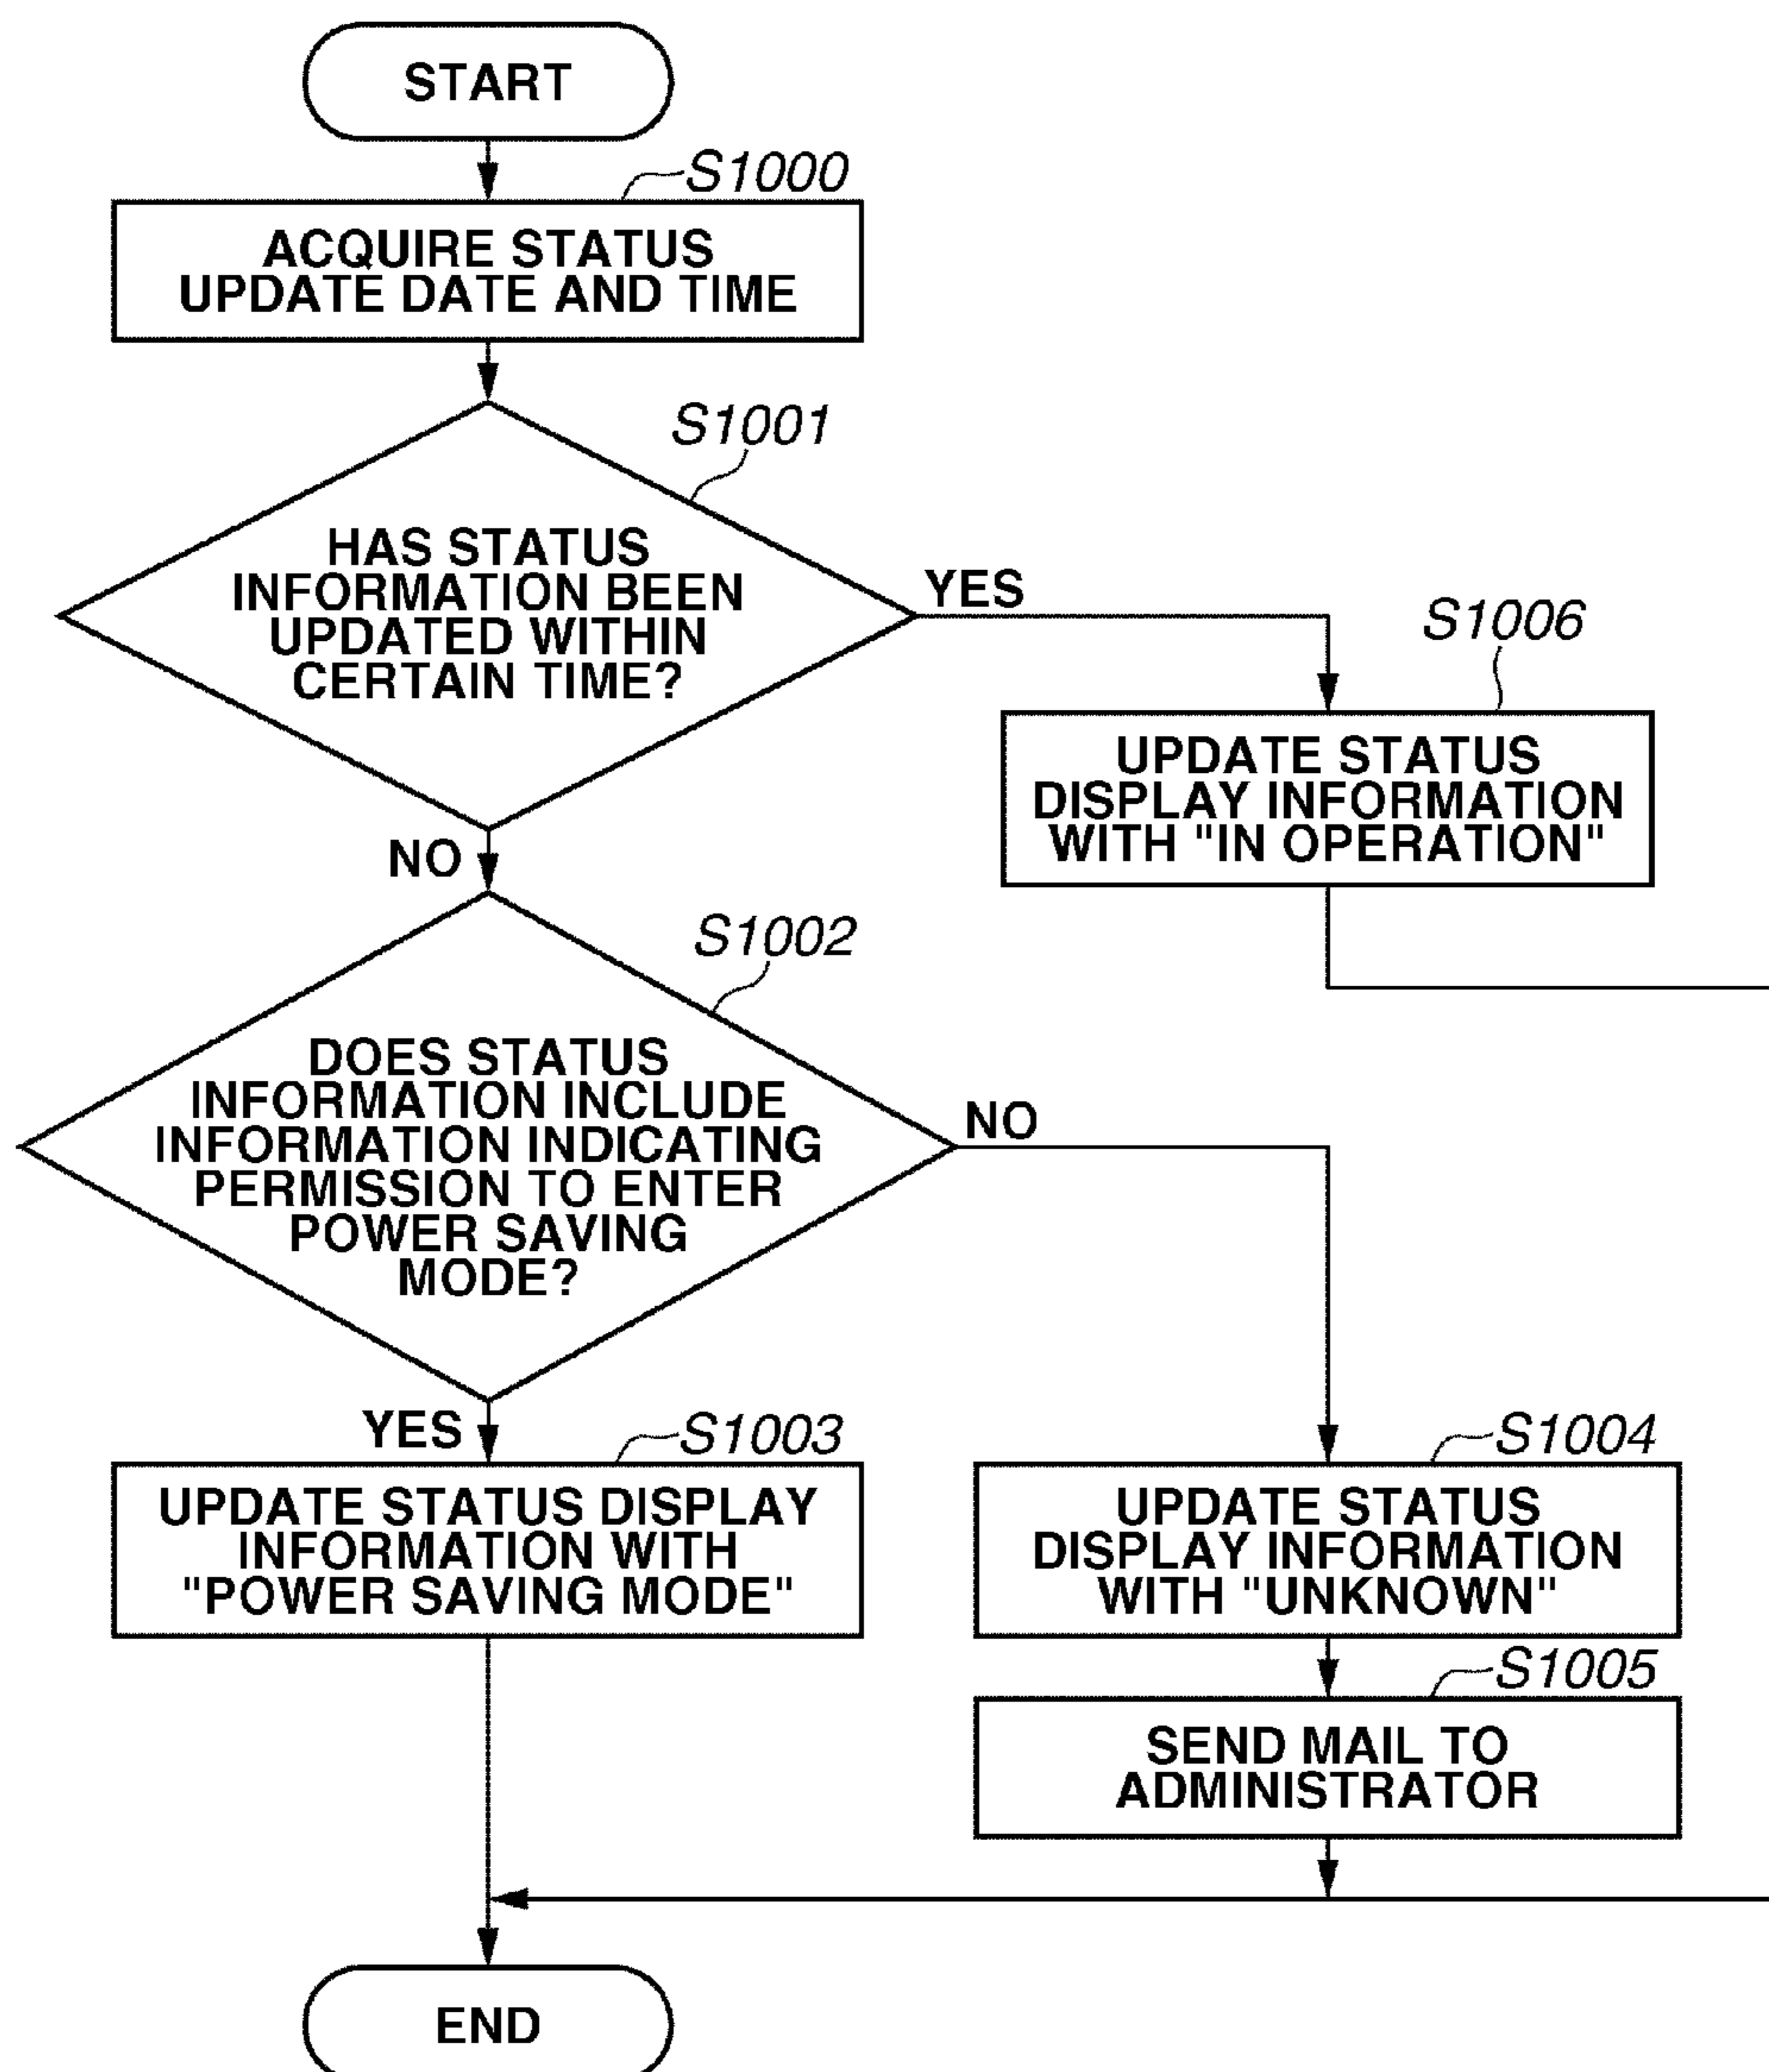 START
S1000
ACQUIRE STATUS
UPDATE DATE AND TIME
S1001
HAS STATUS
INFORMATION BEEN
UPDATED WITHIN
CERTAIN TIME?
YES
S1006
UPDATE STATUS
DISPLAY INFORMATION
WITH "IN OPERATION"
NO
S1002
DOES STATUS
INFORMATION INCLUDE
INFORMATION INDICATING
PERMISSION TO ENTER
POWER SAVING
MODE?
NO
YES
S1003
UPDATE STATUS DISPLAY
INFORMATION WITH
"POWER SAVING MODE"
S1004
UPDATE STATUS
DISPLAY INFORMATION
WITH "UNKNOWN"
S1005
SEND MAIL TO
ADMINISTRATOR
END